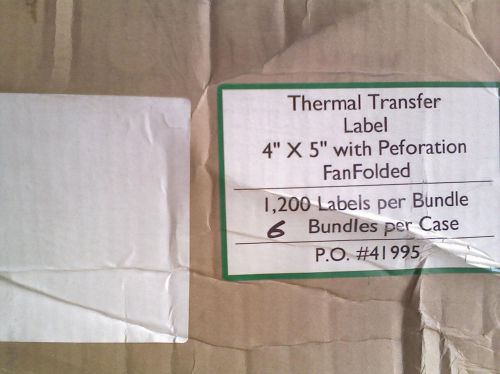 Thermal Transfer
Label
4" X 5" with Peforation
FanFolded
1,200 Labels per Bundle
6 Bundles per Case
P.O. #41995